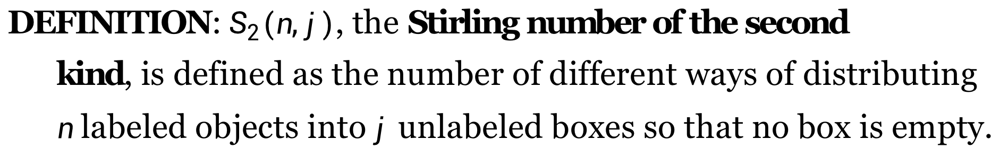 DEFINITION: S₂(n, j ), the Stirling number of the second
kind, is defined as the number of different ways of distributing
n labeled objects into j unlabeled boxes so that no box is empty.